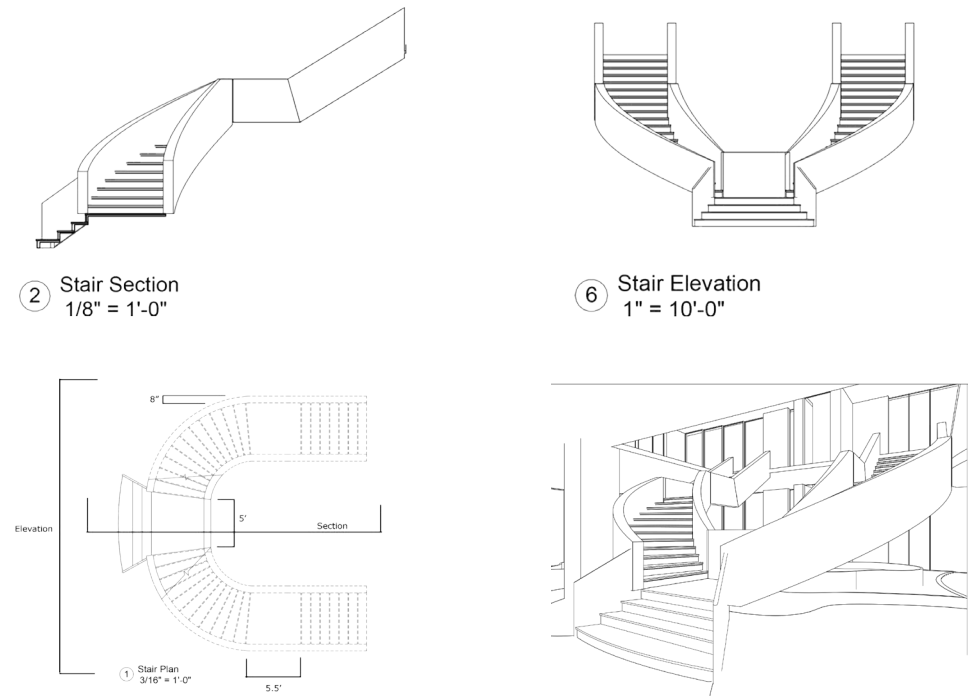 2
Stair Section
1/8" = 1'-0"
6
Stair Elevation
1" = 10'-0"
8"
5'
Section
Elevation
1
Stair Plan
3/16" = 1'-0"
5.5'